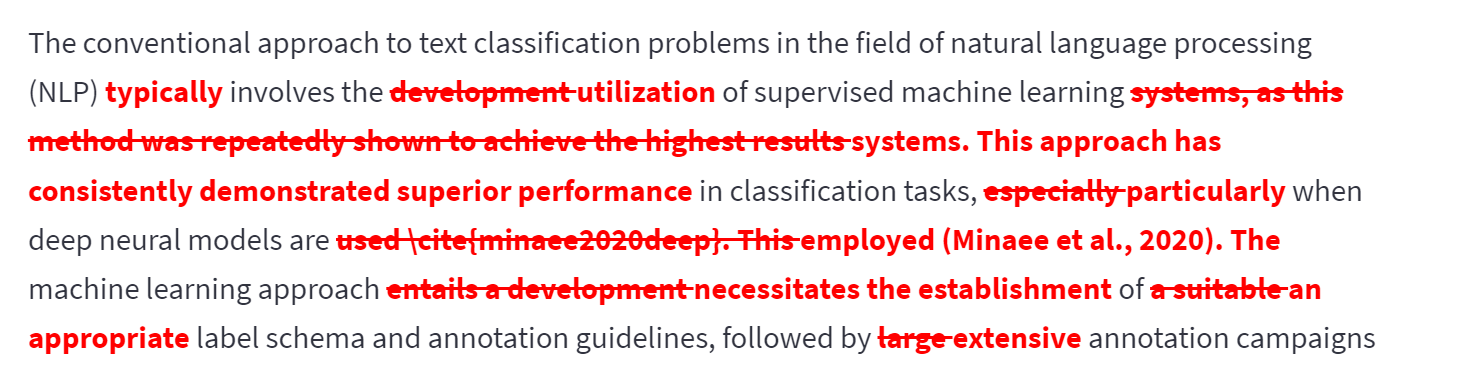 The conventional approach to text classification problems in the field of natural language processing
(NLP) typically involves the development utilization of supervised machine learning systems, as this
method was repeatedly shown to achieve the highest results systems. This approach has
consistently demonstrated superior performance in classification tasks, especially particularly when
deep neural models are used \cite{minaee2020deep}. This employed (Minaee et al., 2020). The
machine learning approach entails a development necessitates the establishment of a suitable an
appropriate label schema and annotation guidelines, followed by large extensive annotation campaigns